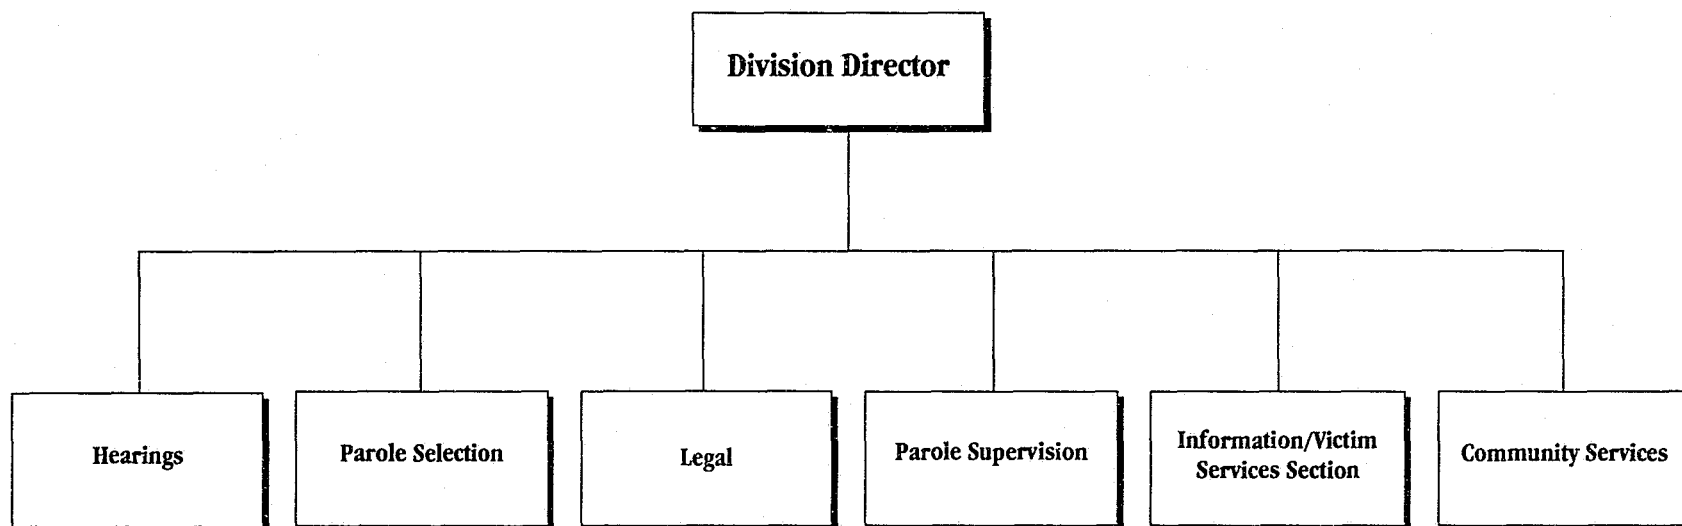 Division Director
Hearings
Parole Selection
Legal
Parole Supervision
Information/Victim
Services Section
Community Services